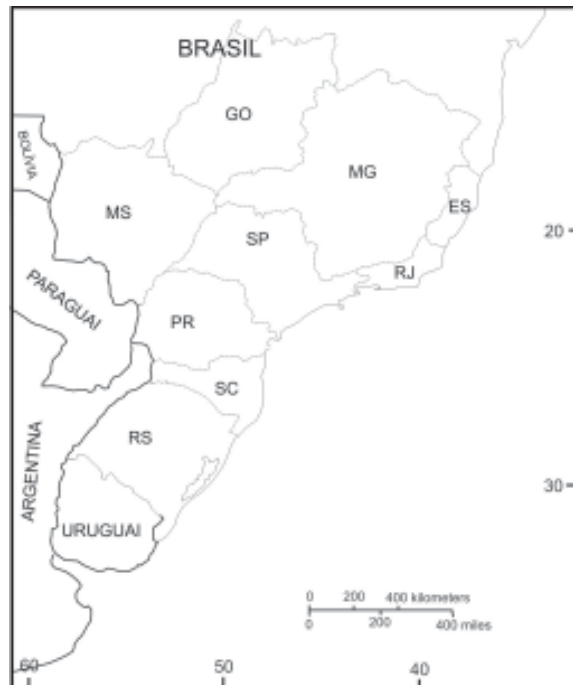 BRASIL
GO
BOLIVIA
MG
MS
ES
SP
20
RJ
PARAGUAI
PR
SC
RS
ARGENTINA
30
URUGUAI
0 200 400 kilometers
0 200 400 miles
60 50 40